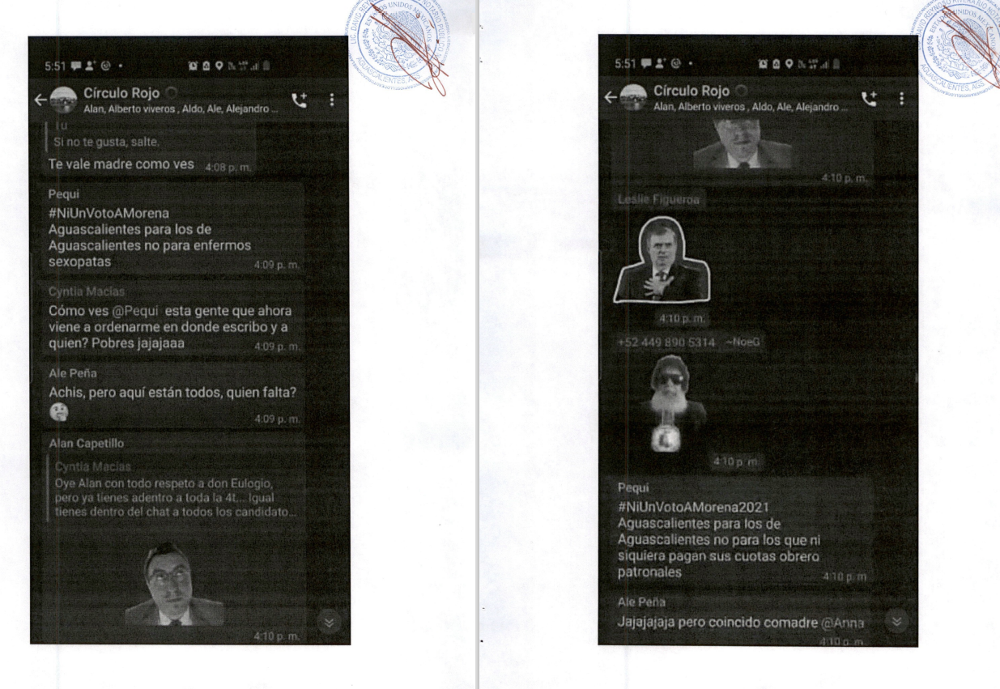 5:51
Círculo Rojo
Alan, Alberto viveros , Aldo, Ale, Alejandro ...
Tu
Si no te gusta, salte.
Te vale madre como ves 4:08 p. m.
Pequi
#NiUnVotoAMorena
Aguascalientes para los de
Aguascalientes no para enfermos
sexopatas 4:09 p. m.
Cyntia Macias
Cómo ves @Pequi esta gente que ahora
viene a ordenarme en donde escribo y a
quien? Pobres jajajaaa 4:09 p. m.
Ale Peña
Achis, pero aquí están todos, quien falta?
4:09 p. m.
Alan Capetillo
Cyntia Macias
Oye Alan con todo respeto a don Eulogio,
pero ya tienes adentro a toda la 4t... Igual
tienes dentro del chat a todos los candidato...
4:10 p. m.
5:51
Círculo Rojo
Alan, Alberto viveros , Aldo, Ale, Alejandro ...
4:10 p. m.
Leslie Figueroa
4:10 p. m.
+52 449 890 5314 ~NoeG
4:10 p. m.
Pequi
#NiUnVotoAMorena2021
Aguascalientes para los de
Aguascalientes no para los que ni
siquiera pagan sus cuotas obrero
patronales 4:10 p. m
Ale Peña
Jajajajaja pero coincido comadre @Anna
4:10 p. m.